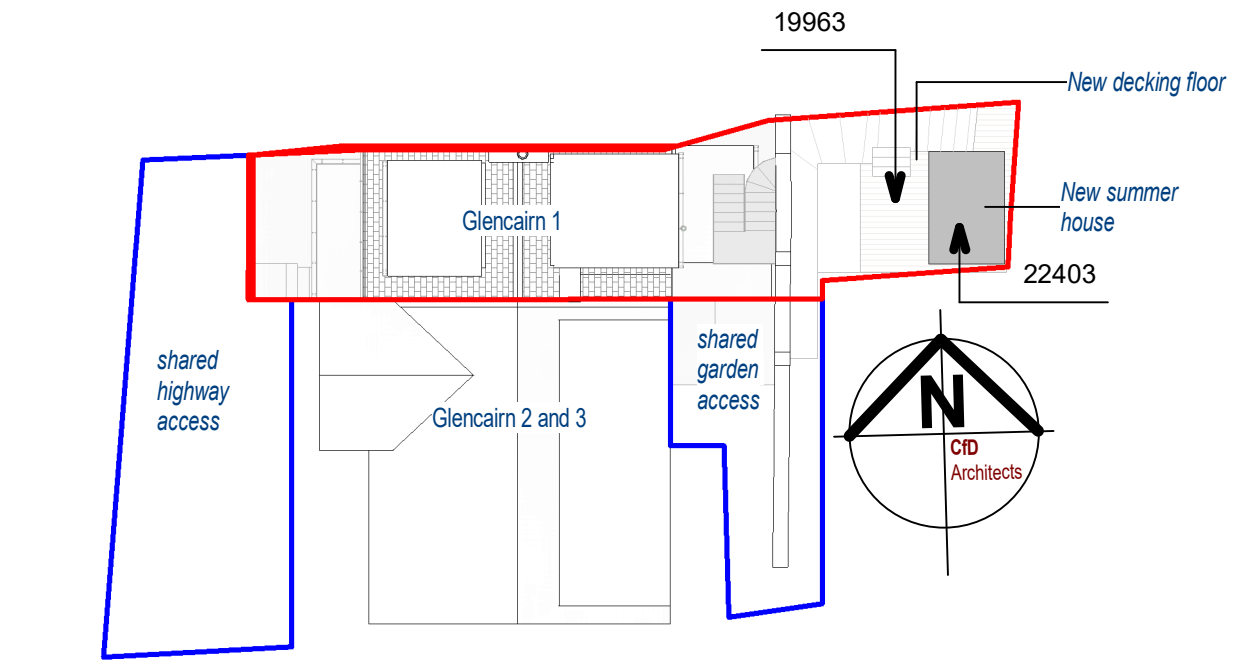 19963
New decking floor
New summer
house
Glencairn 1
22403
shared
highway
access
shared
garden
access
Glencairn 2 and 3
N
CfD
Architects